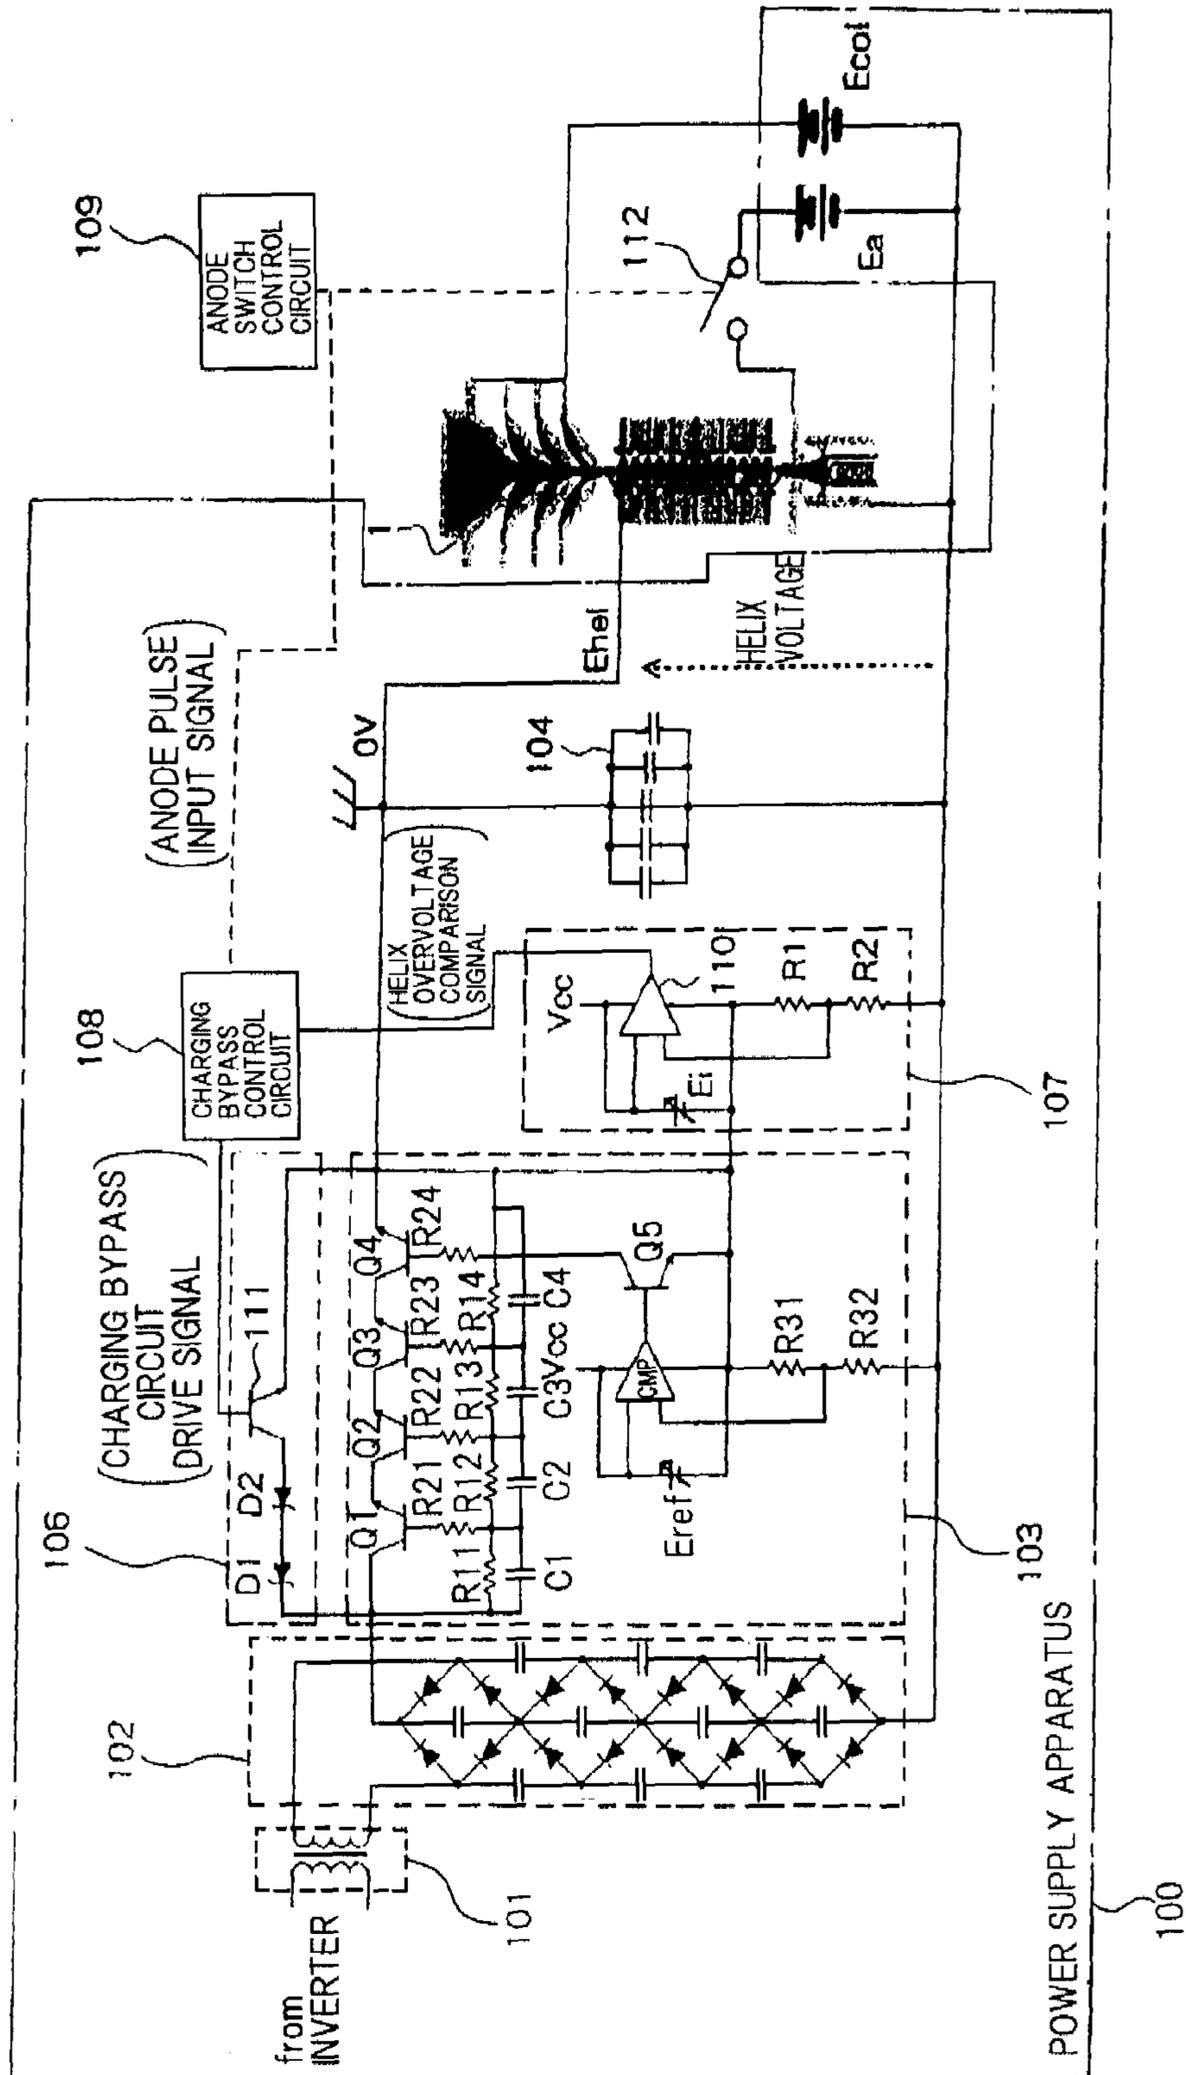 from
INVERTER
101
102
106
D1
D2
111
(CHARGING BYPASS
CIRCUIT
DRIVE SIGNAL)
108
CHARGING
BYPASS
CONTROL
CIRCUIT
(ANODE PULSE
INPUT SIGNAL)
109
ANODE
SWITCH
CONTROL
CIRCUIT
Q1
Q2
Q3
Q4
R21
R22
R23
R24
R11
R12
R13
R14
C1
C2
C3
C4
Vcc
CMP
Q5
Eref
R31
R32
103
(HELIX
OVERVOLTAGE
COMPARISON
SIGNAL)
Vcc
110
Ei
R1
R2
107
0V
104
Ehel
HELIX
VOLTAGE
1
112
Ea
Ecol
POWER SUPPLY APPARATUS
100